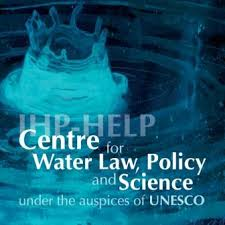 IHP-HELP
Centre for
Water Law, Policy
and Science
under the auspices of UNESCO